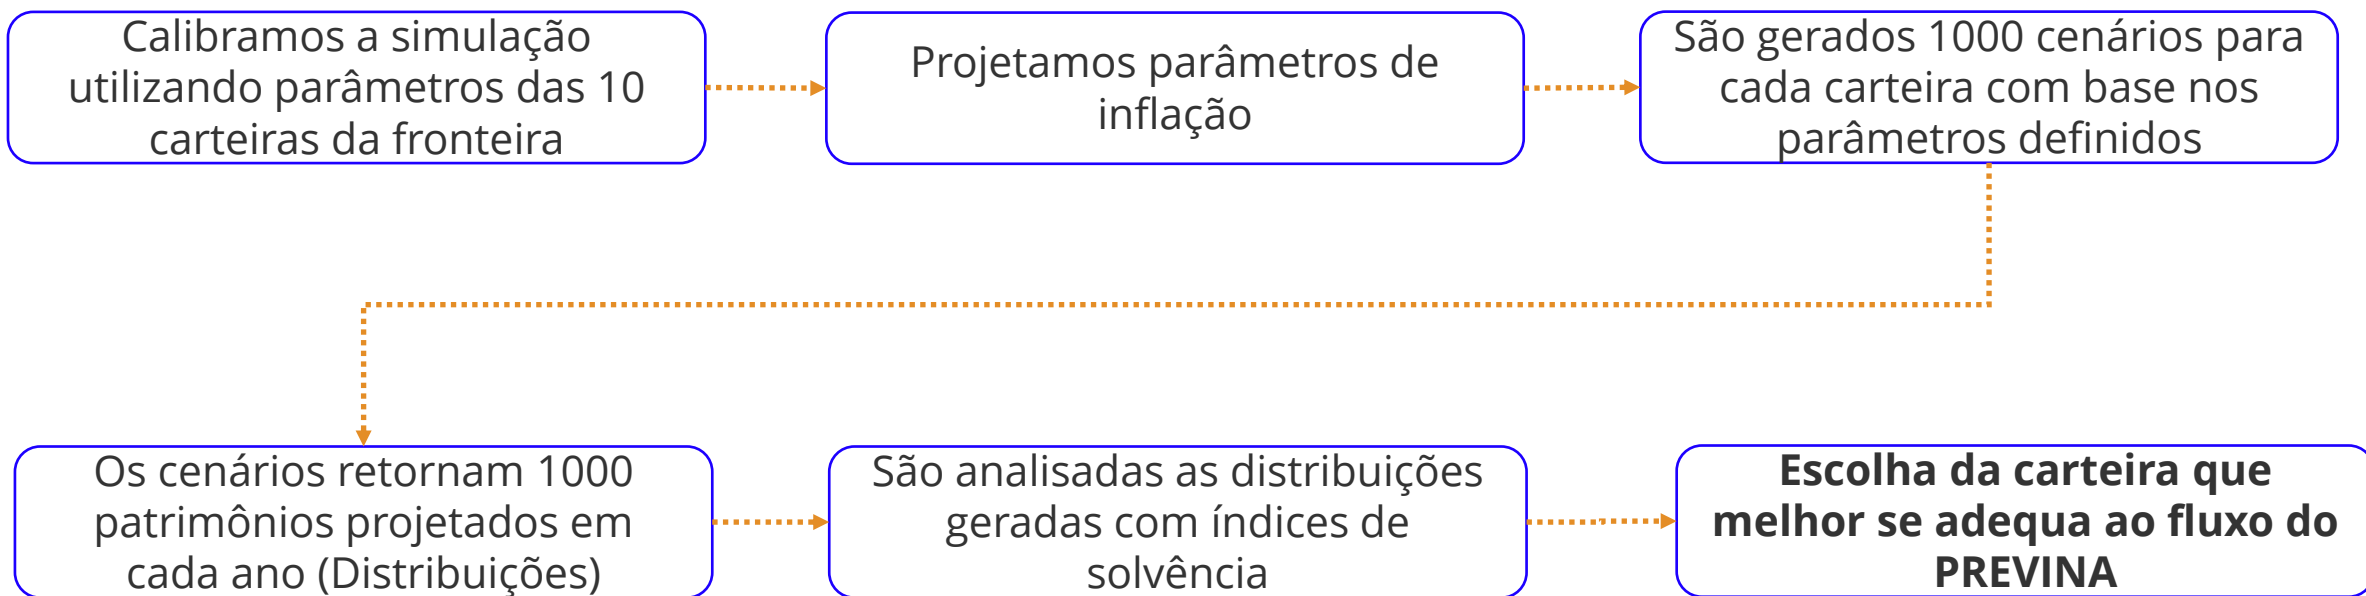 Calibramos a simulação
utilizando parâmetros das 10
carteiras da fronteira
Projetamos parâmetros de
inflação
São gerados 1000 cenários para
cada carteira com base nos
parâmetros definidos
Os cenários retornam 1000
patrimônios projetados em
cada ano (Distribuições)
São analisadas as distribuições
geradas com índices de
solvência
Escolha da carteira que
melhor se adequa ao fluxo do
PREVINA